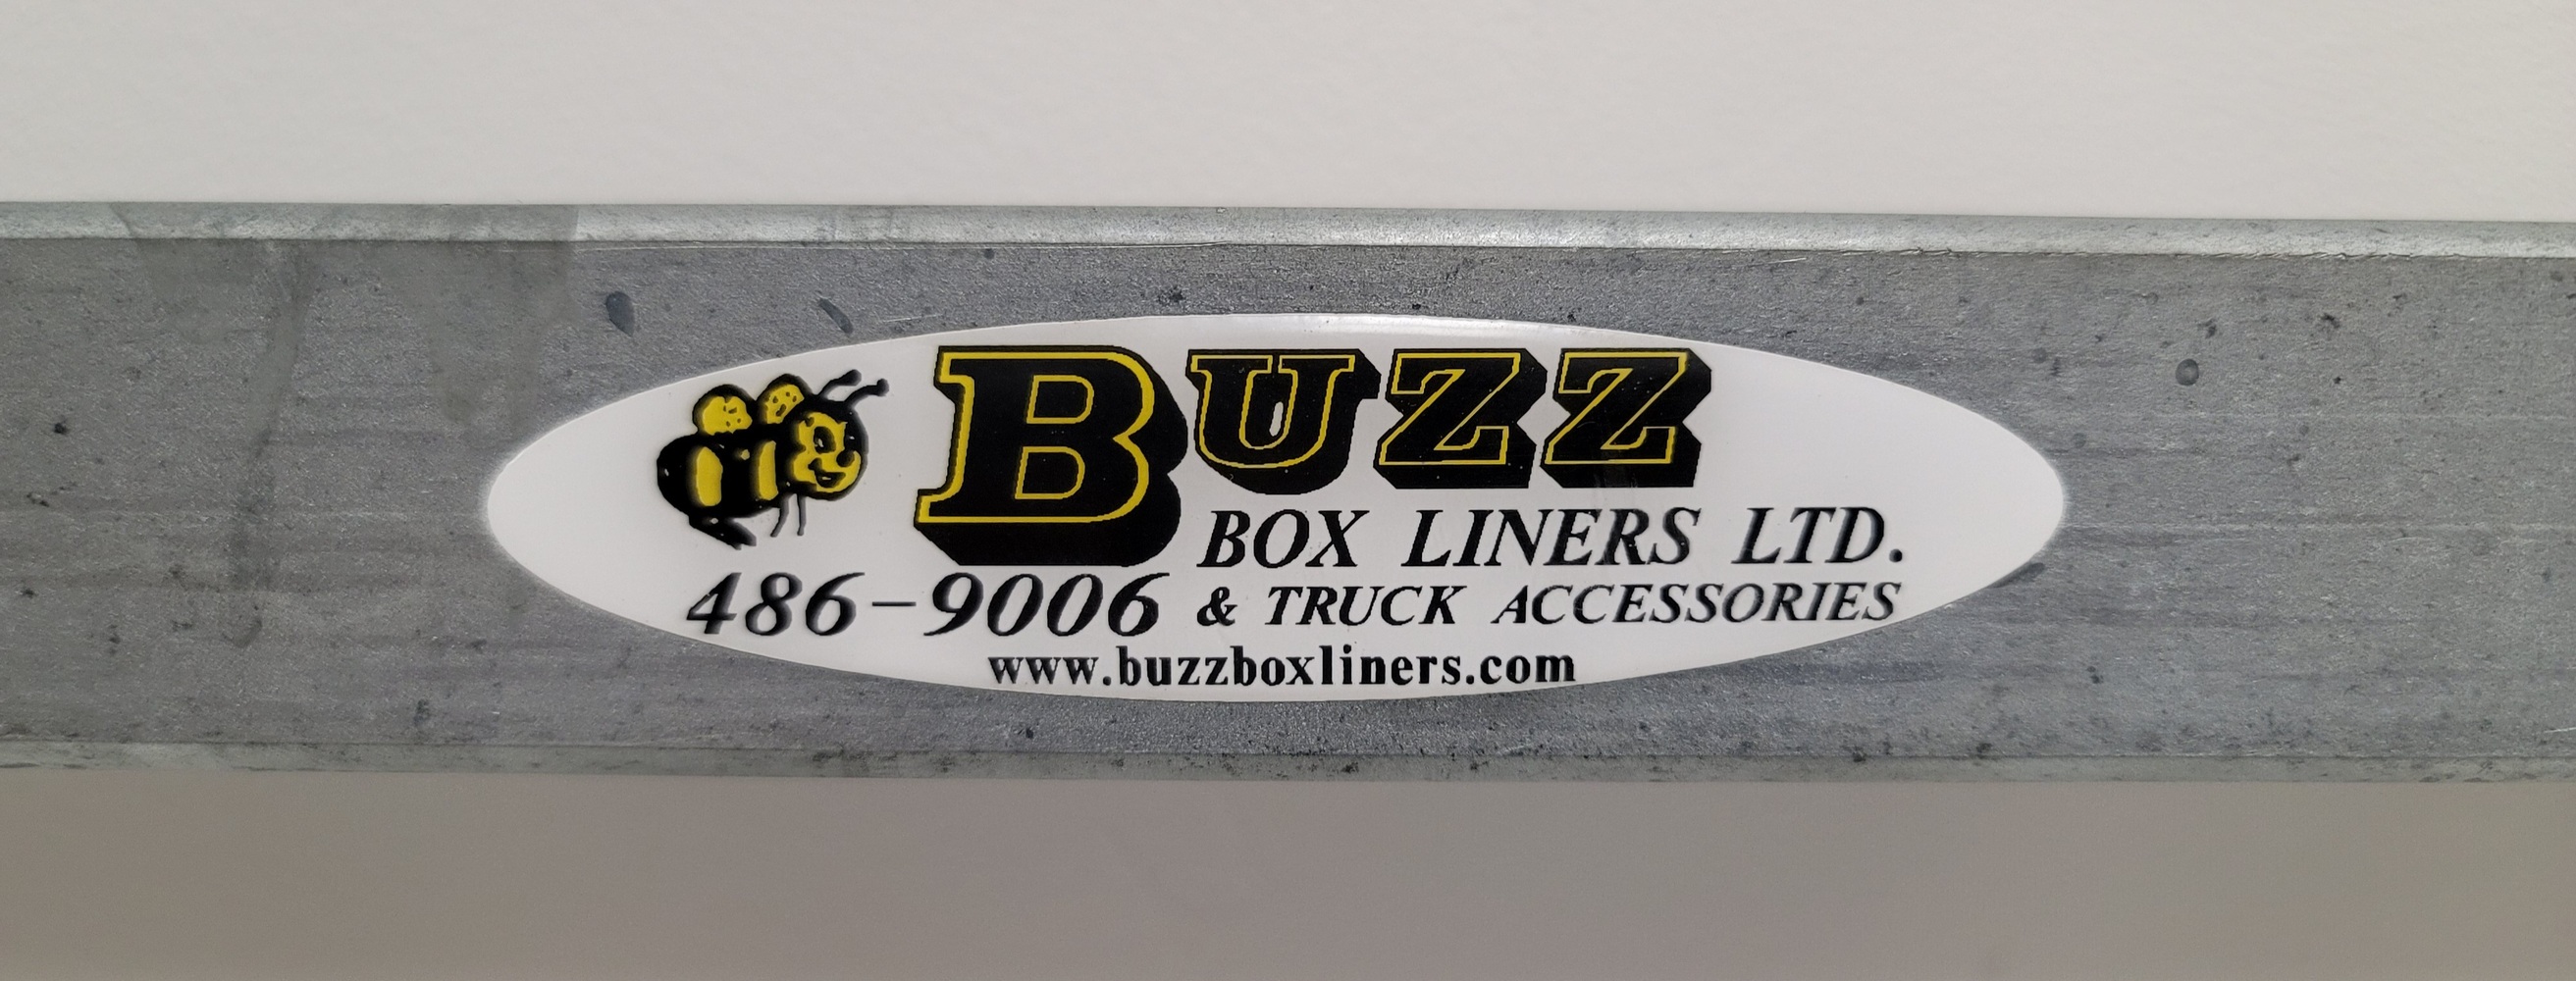 BUZZ
BOX LINERS LTD.
486-9006 & TRUCK ACCESSORIES
www.buzzboxliners.com